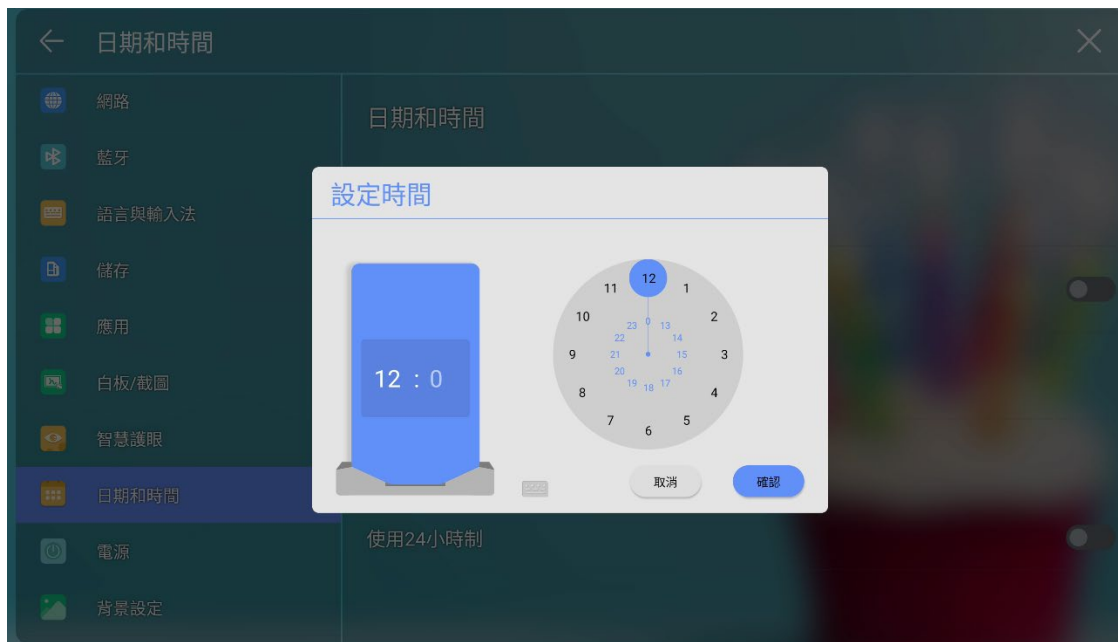 日期和時間
網路
藍牙
語言與輸入法
儲存
應用
白板/截圖
智慧護眼
日期和時間
電源
背景設定
日期和時間
設定時間
12 : 0
12
1
2
3
4
5
6
7
8
9
10
11
0
13
14
15
16
17
18
19
20
21
22
23
取消
確認
使用24小時制